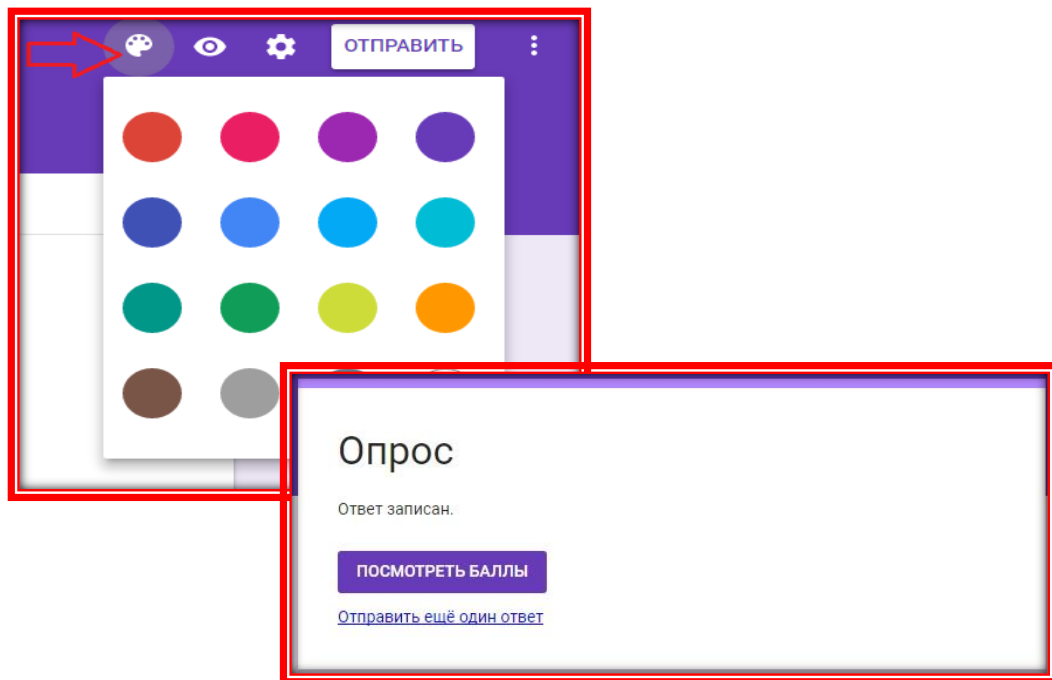 ОТПРАВИТЬ
Опрос
Ответ записан.
ПОСМОТРЕТЬ БАЛЛЫ
Отправить ещё один ответ